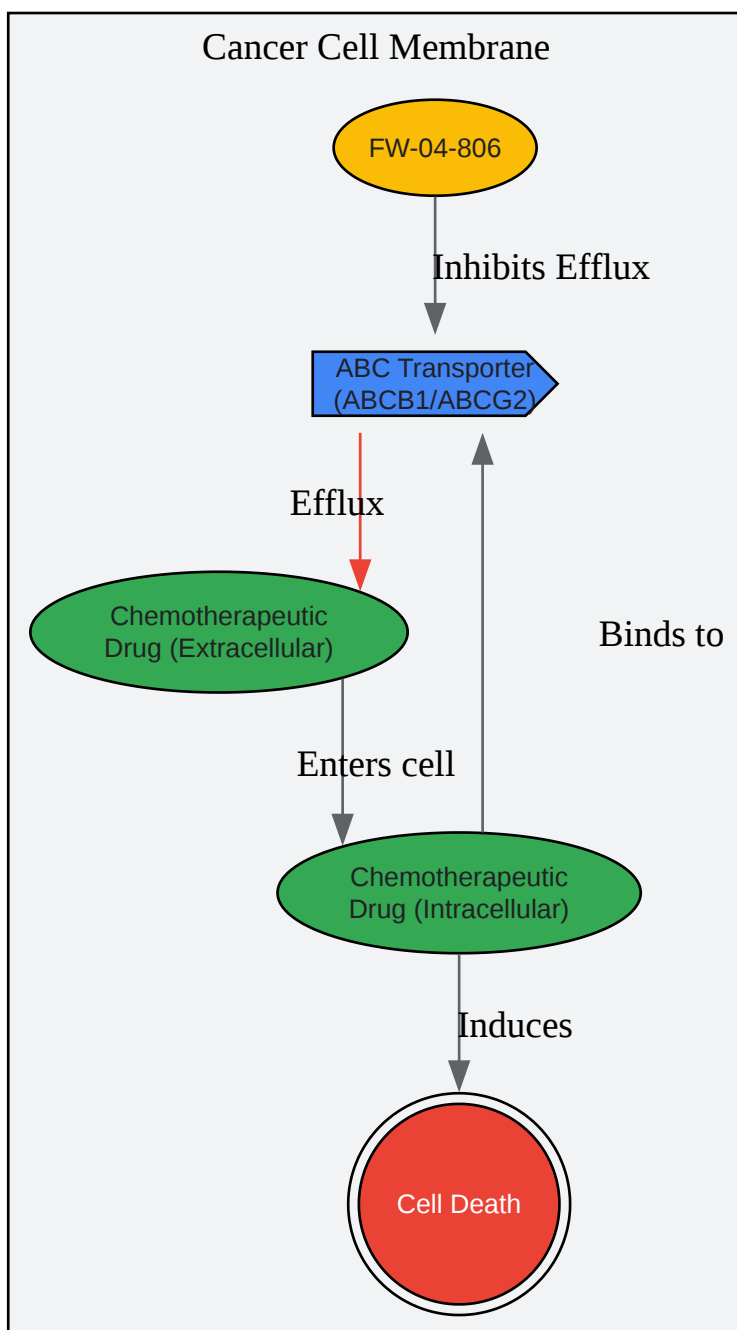 Cancer Cell Membrane
FW-04-806
Inhibits Efflux
ABC Transporter
(ABCB1/ABCG2)
Efflux
Chemotherapeutic
Drug (Extracellular)
Binds to
Enters cell
Chemotherapeutic
Drug (Intracellular)
Induces
Cell Death